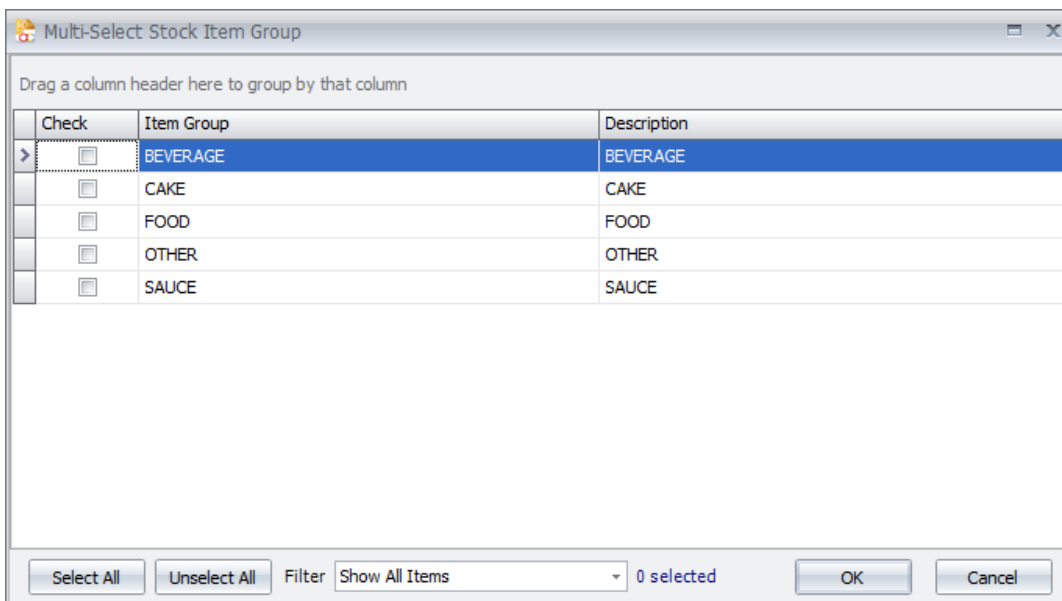 Multi-Select Stock Item Group
Drag a column header here to group by that column
Check Item Group Description
BEVERAGE BEVERAGE
CAKE CAKE
FOOD FOOD
OTHER OTHER
SAUCE SAUCE
Select All Unselect All Filter Show All Items 0 selected OK Cancel